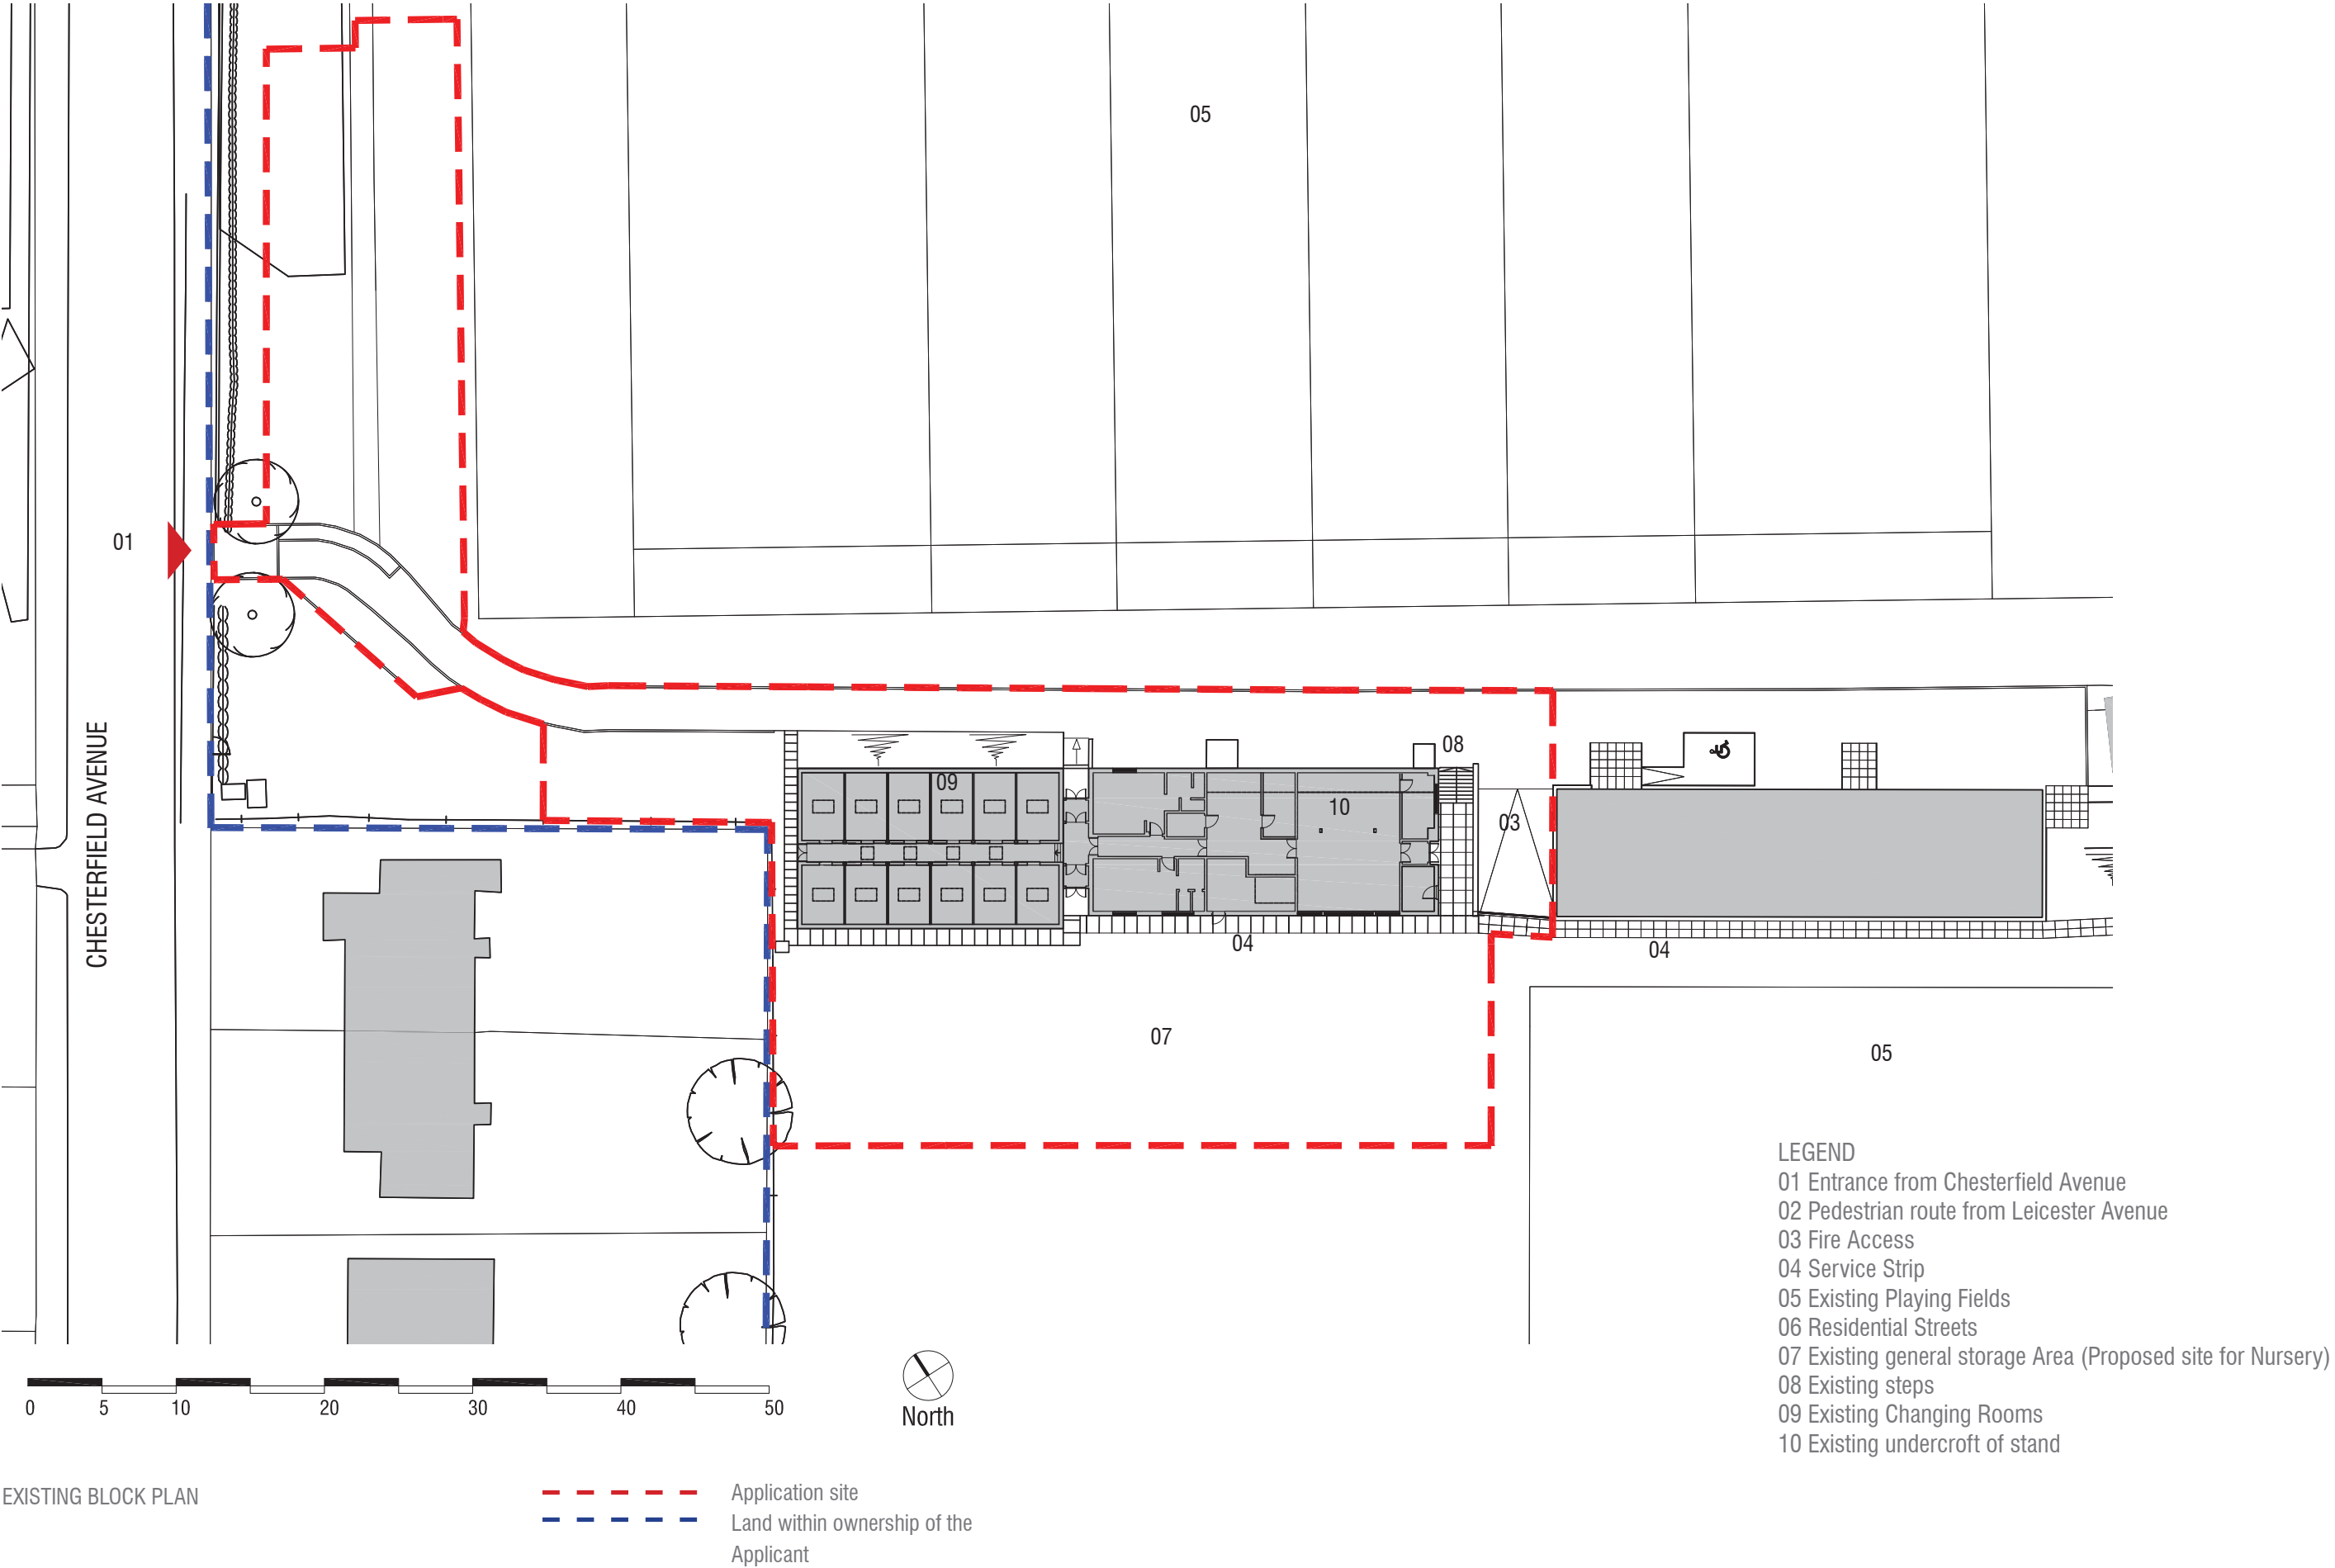 05
01
CHESTERFIELD AVENUE
08
09
10
03
04
04
07
05
LEGEND
01 Entrance from Chesterfield Avenue
02 Pedestrian route from Leicester Avenue
03 Fire Access
04 Service Strip
05 Existing Playing Fields
06 Residential Streets
07 Existing general storage Area (Proposed site for Nursery)
08 Existing steps
09 Existing Changing Rooms
10 Existing undercroft of stand
0 5 10 20 30 40 50
North
EXISTING BLOCK PLAN
Application site
Land within ownership of the
Applicant